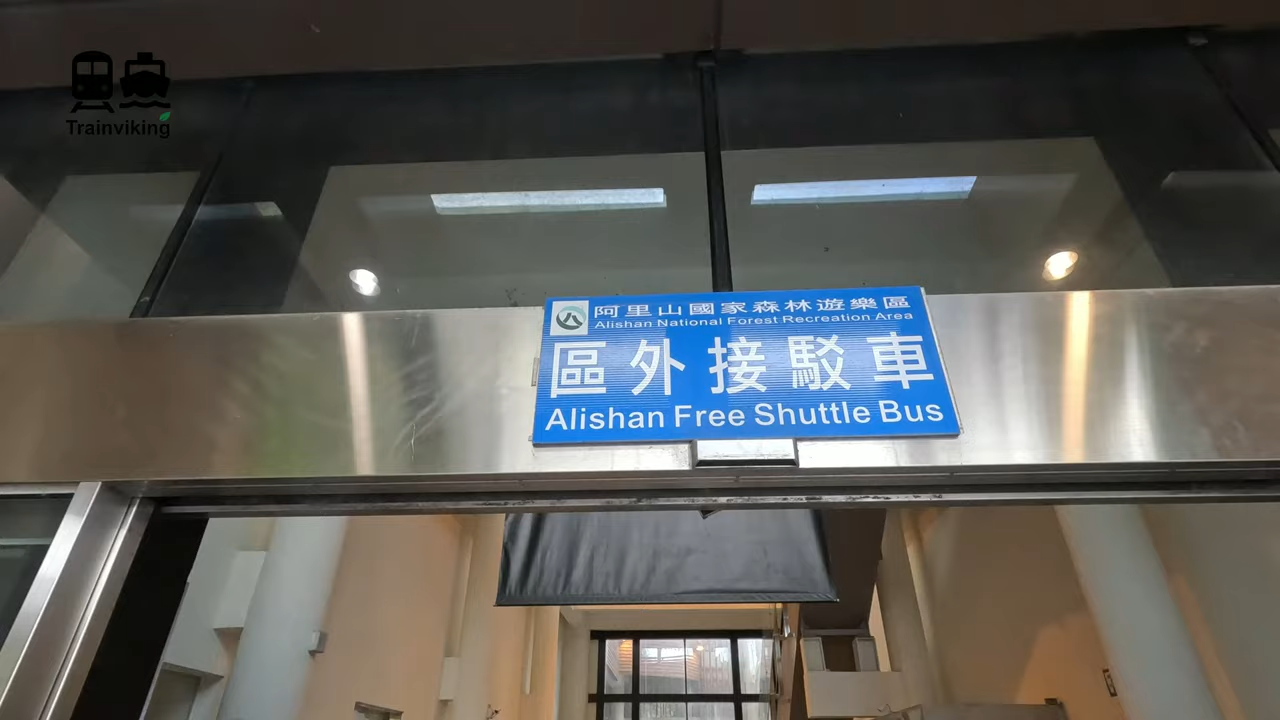 Trainviking
阿里山國家森林遊樂區
Alishan National Forest Recreation Area
區外接駁車
Alishan Free Shuttle Bus